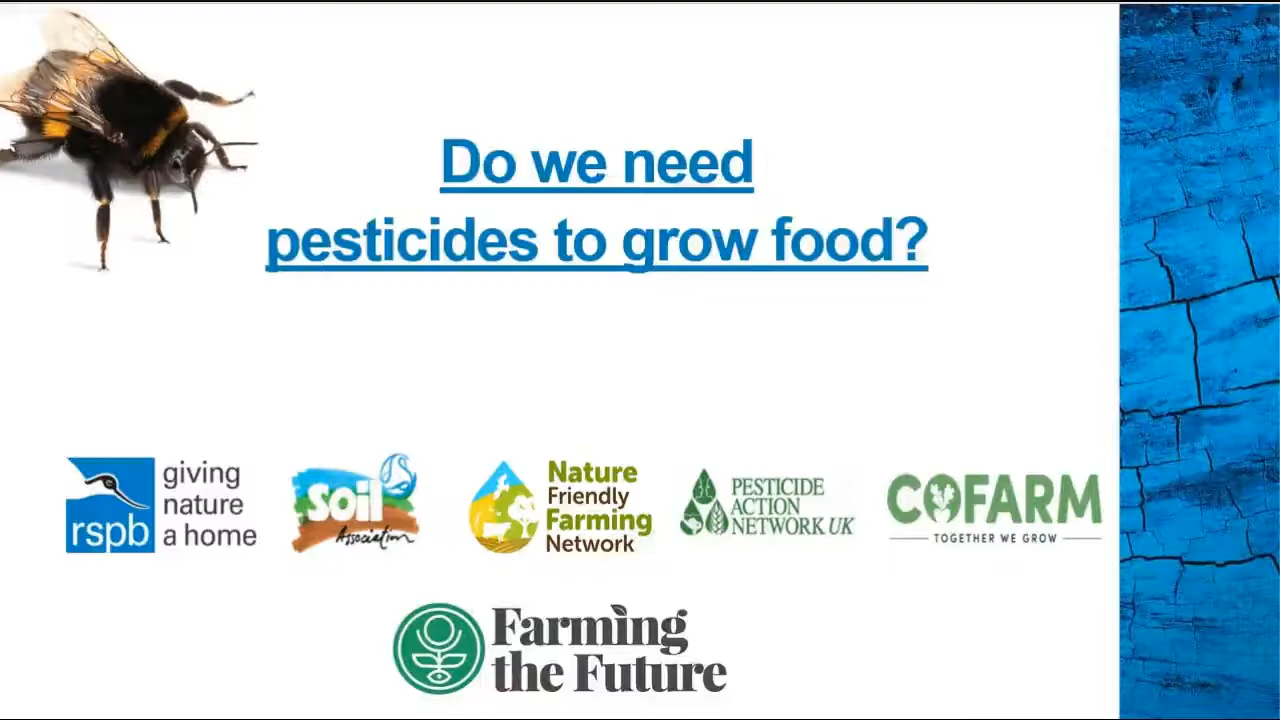 Do we need
pesticides to grow food?
rspb
giving
nature
a home
Soil
Association
Nature
Friendly
Farming
Network
PESTICIDE
ACTION
NETWORK UK
COFARM
TOGETHER WE GROW
Farming
the Future